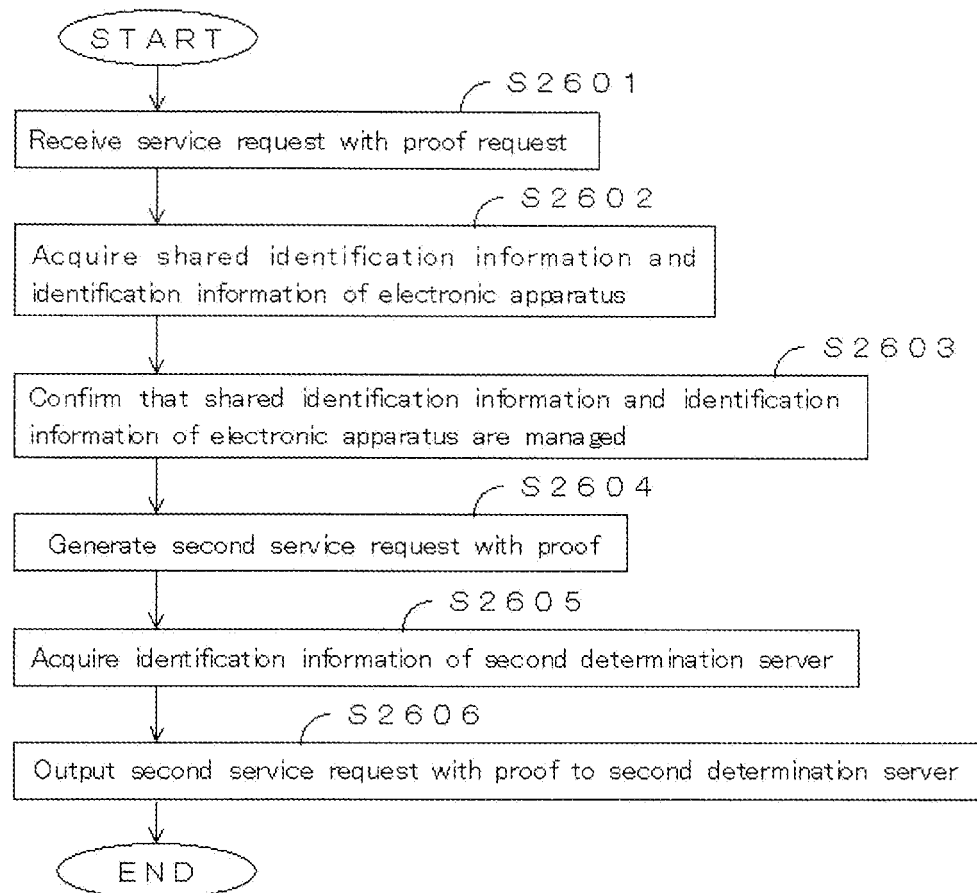 START
S2601
Receive service request with proof request
S2602
Acquire shared identification information and
identification information of electronic apparatus
S2603
Confirm that shared identification information and identification
information of electronic apparatus are managed
S2604
Generate second service request with proof
S2605
Acquire identification information of second determination server
S2606
Output second service request with proof to second determination server
END